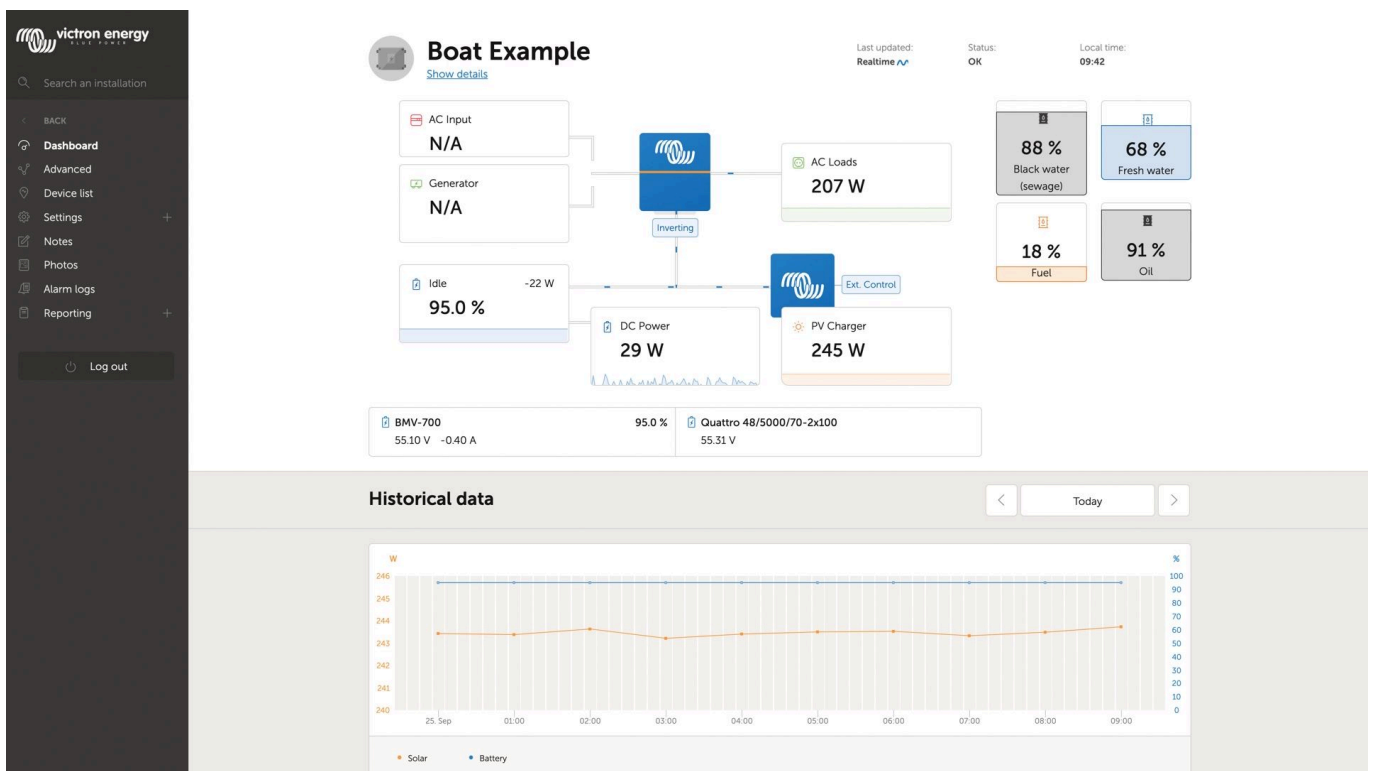 victron energy
BLUE POWER
Search an installation
BACK
Dashboard
Advanced
Device list
Settings
Notes
Photos
Alarm logs
Reporting
Log out
Boat Example
Show details
Last updated:
Realtime
Status:
OK
Local time:
09:42
AC Input
N/A
Generator
N/A
Inverting
AC Loads
207 W
Idle -22 W
95.0 %
Ext. Control
DC Power
29 W
PV Charger
245 W
88 %
Black water
(sewage)
68 %
Fresh water
18 %
Fuel
91 %
Oil
BMV-700 95.0 %
55.10 V -0.40 A
Quattro 48/5000/70-2x100
55.31 V
Historical data
Today
W
246
245
244
243
242
241
240
%
100
90
80
70
60
50
40
30
20
10
0
25. Sep 01:00 02:00 03:00 04:00 05:00 06:00 07:00 08:00 09:00
Solar Battery